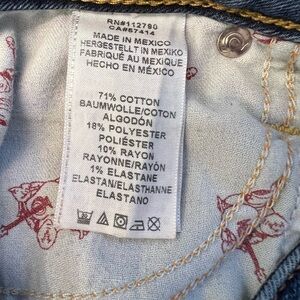 RN#112790
CA#57414
MADE IN MEXICO
HERGESTELLT IN MEXIKO
FABRIQUÉ AU MEXIQUE
HECHO EN MÉXICO
71% COTTON
BAUMWOLLE/COTON
ALGODÓN
18% POLYESTER
POLIÉSTER
10% RAYON
RAYONNE/RAYÓN
1% ELASTANE
ELASTAN/ELASTHANNE
ELASTANO